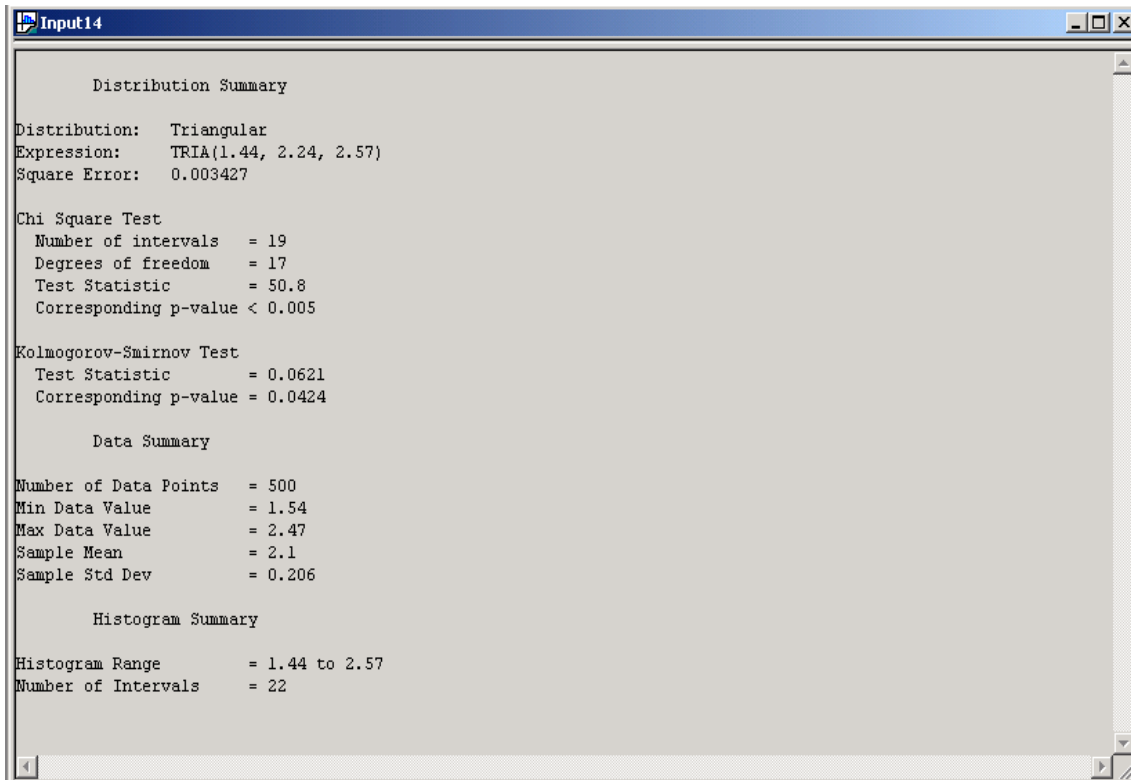 Input14
Distribution Summary
Distribution: Triangular
Expression: TRIA(1.44, 2.24, 2.57)
Square Error: 0.003427
Chi Square Test
Number of intervals = 19
Degrees of freedom = 17
Test Statistic = 50.8
Corresponding p-value < 0.005
Kolmogorov-Smirnov Test
Test Statistic = 0.0621
Corresponding p-value = 0.0424
Data Summary
Number of Data Points = 500
Min Data Value = 1.54
Max Data Value = 2.47
Sample Mean = 2.1
Sample Std Dev = 0.206
Histogram Summary
Histogram Range = 1.44 to 2.57
Number of Intervals = 22